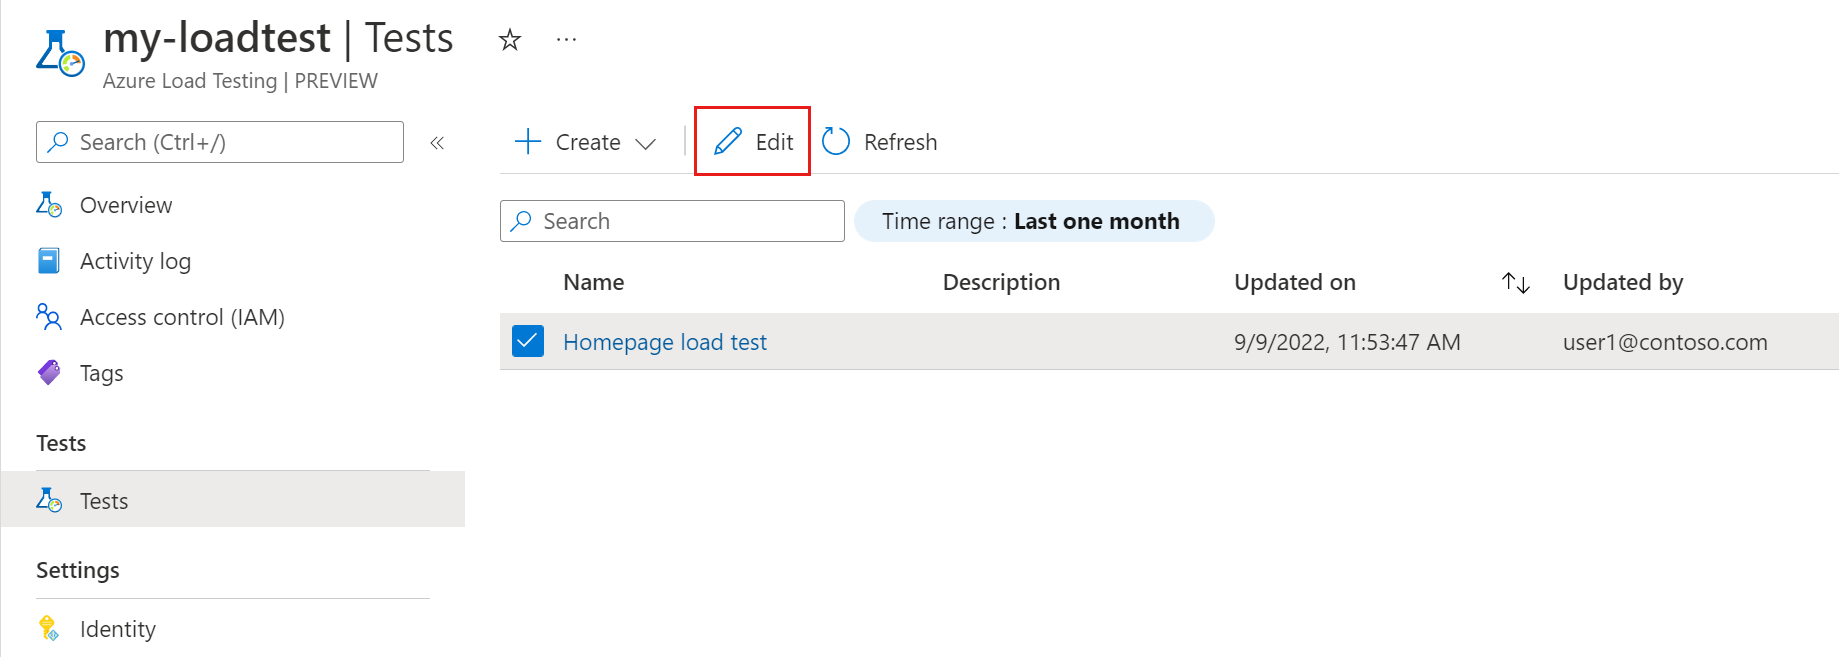 my-loadtest | Tests
Azure Load Testing | PREVIEW
Search (Ctrl+/)
Overview
Activity log
Access control (IAM)
Tags
Tests
Tests
Settings
Identity
Create Edit Refresh
Search Time range : Last one month
Name Description Updated on Updated by
Homepage load test 9/9/2022, 11:53:47 AM user1@contoso.com